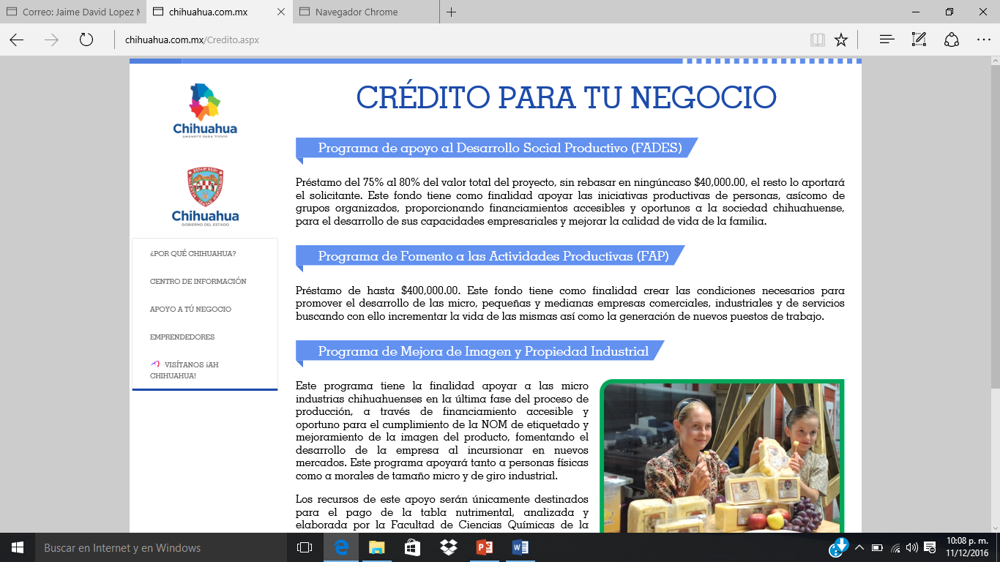 Correo: Jaime David Lopez M
chihuahua.com.mx
Navegador Chrome
chihuahua.com.mx/Credito.aspx
Chihuahua
AMANECE PARA TODOS
Chihuahua
GOBIERNO DEL ESTADO
¿POR QUÉ CHIHUAHUA?
CENTRO DE INFORMACIÓN
APOYO A TÚ NEGOCIO
EMPRENDEDORES
VISÍTANOS ¡AH
CHIHUAHUA!
CRÉDITO PARA TU NEGOCIO
Programa de apoyo al Desarrollo Social Productivo (FADES)
Préstamo del 75% al 80% del valor total del proyecto, sin rebasar en ningúncaso $40,000.00, el resto lo aportará
el solicitante. Este fondo tiene como finalidad apoyar las iniciativas productivas de personas, asícomo de
grupos organizados, proporcionando financiamientos accesibles y oportunos a la sociedad chihuahuense,
para el desarrollo de sus capacidades empresariales y mejorar la calidad de vida de la familia.
Programa de Fomento a las Actividades Productivas (FAP)
Préstamo de hasta $400,000.00. Este fondo tiene como finalidad crear las condiciones necesarios para
promover el desarrollo de las micro, pequeñas y medianas empresas comerciales, industriales y de servicios
buscando con ello incrementar la vida de las mismas así como la generación de nuevos puestos de trabajo.
Programa de Mejora de Imagen y Propiedad Industrial
Este programa tiene la finalidad apoyar a las micro
industrias chihuahuenses en la última fase del proceso de
producción, a través de financiamiento accesible y
oportuno para el cumplimiento de la NOM de etiquetado y
mejoramiento de la imagen del producto, fomentando el
desarrollo de la empresa al incursionar en nuevos
mercados. Este programa apoyará tanto a personas físicas
como a morales de tamaño micro y de giro industrial.
Los recursos de este apoyo serán únicamente destinados
para el pago de la tabla nutrimental, analizada y
elaborada por la Facultad de Ciencias Químicas de la
Buscar en Internet y en Windows
10:08 p. m.
11/12/2016